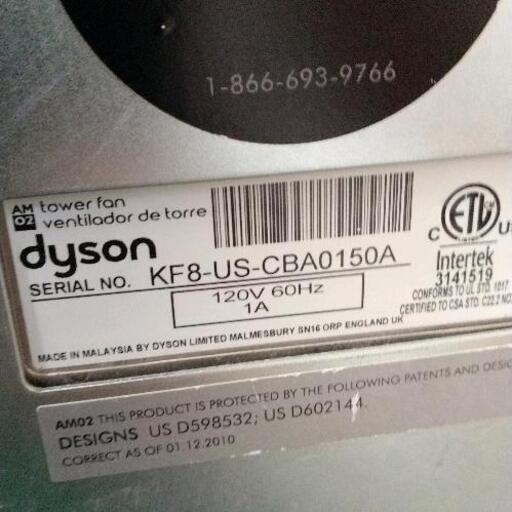 1-866-693-9766
AM 02 tower fan
ventilador de torre
dyson
SERIAL NO. KF8-US-CBA0150A
120V 60Hz
1A
MADE IN MALAYSIA BY DYSON LIMITED MALMESBURY SN16 ORP ENGLAND UK
C ETL
Intertek
3141519
CONFORMS TO UL STD. 1017
CERTIFIED TO CSA STD. C22.2 NO.
AM02 THIS PRODUCT IS PROTECTED BY THE FOLLOWING PATENTS AND
DESIGNS US D598532; US D602144.
CORRECT AS OF 01.12.2010